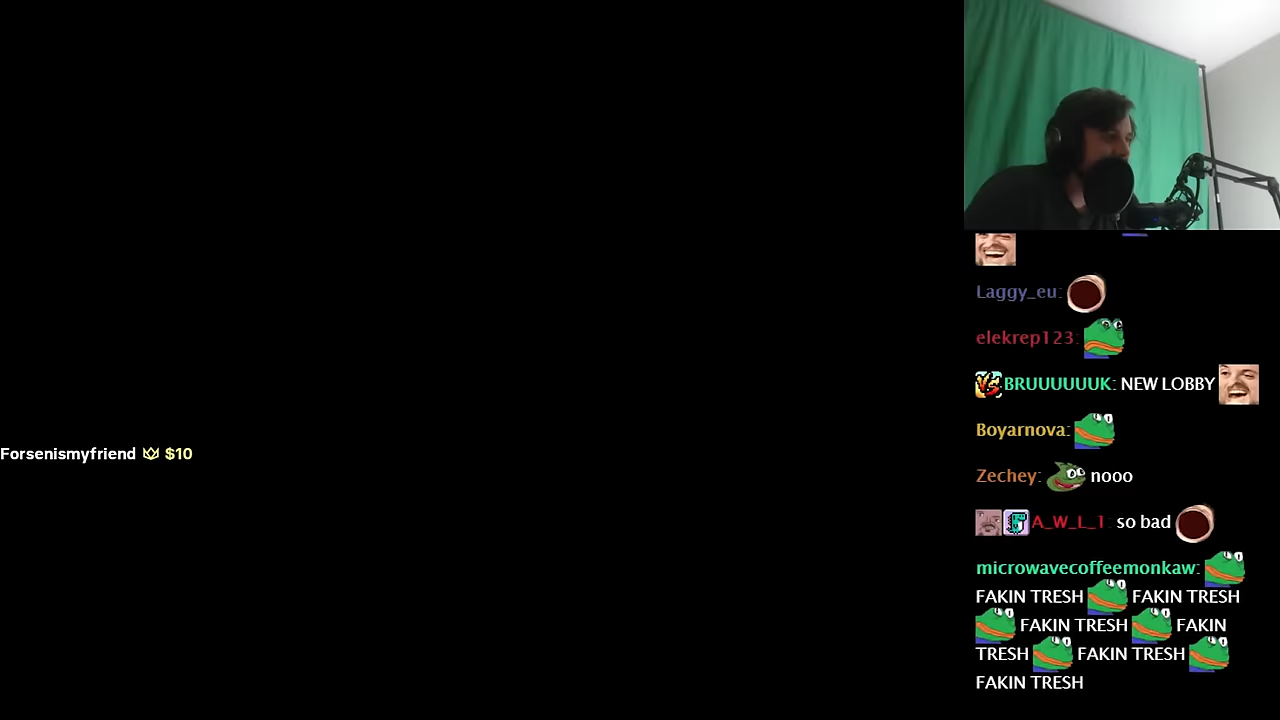 Forsenismyfriend $10
Laggy_eu:
elekrep123:
BRUUUUUUK: NEW LOBBY
Boyarnova:
Zechey: nooo
A_W_L_1: so bad
microwavecoffeemonkaw:
FAKIN TRESH FAKIN TRESH
FAKIN TRESH FAKIN
TRESH FAKIN TRESH
FAKIN TRESH